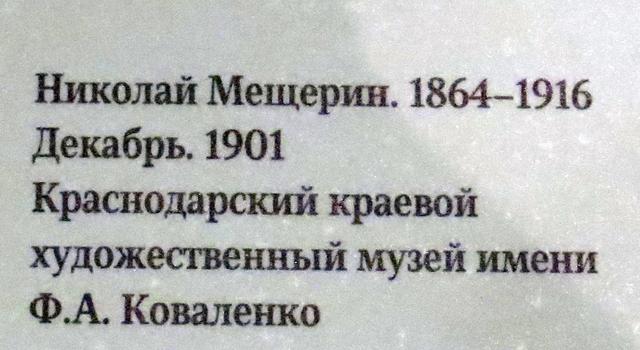 Николай Мещерин. 1864–1916
Декабрь. 1901
Краснодарский краевой
художественный музей имени
Ф.А. Коваленко